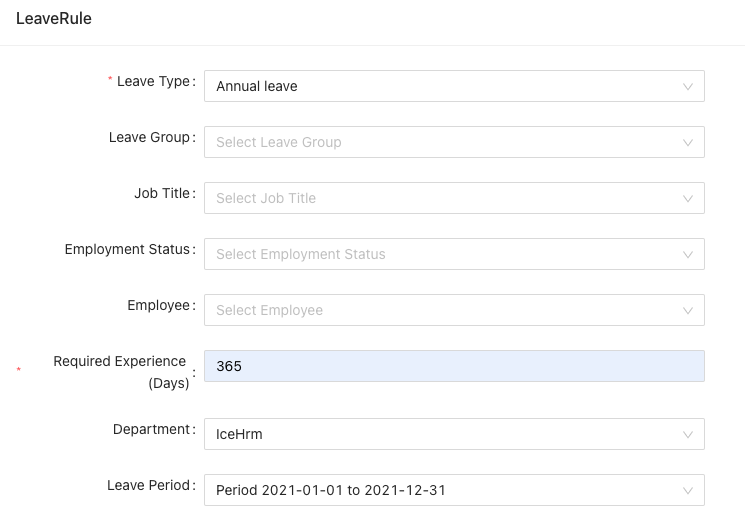 LeaveRule
* Leave Type : Annual leave
Leave Group : Select Leave Group
Job Title : Select Job Title
Employment Status : Select Employment Status
Employee : Select Employee
* Required Experience (Days) : 365
Department : IceHrm
Leave Period : Period 2021-01-01 to 2021-12-31